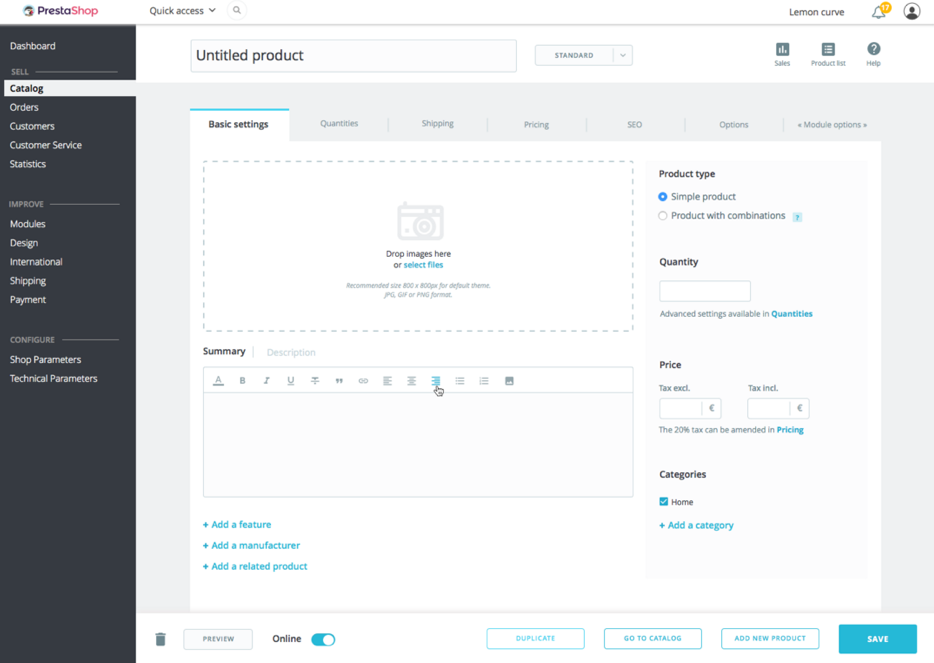 PrestaShop
Quick access
Lemon curve
17
Dashboard
SELL
Catalog
Orders
Customers
Customer Service
Statistics
IMPROVE
Modules
Design
International
Shipping
Payment
CONFIGURE
Shop Parameters
Technical Parameters
Untitled product
STANDARD
Sales
Product list
Help
Basic settings
Quantities
Shipping
Pricing
SEO
Options
« Module options »
Drop images here
or select files
Recommended size 800 x 800px for default theme.
JPG, GIF or PNG format.
Summary
Description
A B I U T
+ Add a feature
+ Add a manufacturer
+ Add a related product
Product type
Simple product
Product with combinations ?
Quantity
Advanced settings available in Quantities
Price
Tax excl. Tax incl.
€ €
The 20% tax can be amended in Pricing
Categories
Home
+ Add a category
PREVIEW
Online
DUPLICATE
GO TO CATALOG
ADD NEW PRODUCT
SAVE